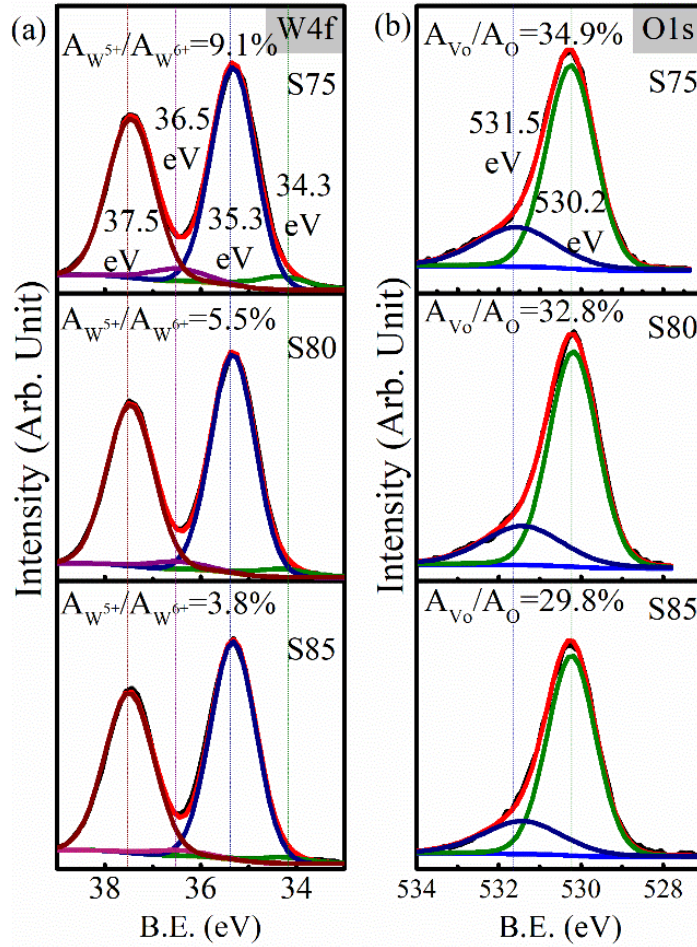 (a)
W4f
A_W⁵⁺/A_W⁶⁺=9.1%
S75
36.5
eV
34.3
eV
37.5
eV
35.3
eV
A_W⁵⁺/A_W⁶⁺=5.5%
S80
A_W⁵⁺/A_W⁶⁺=3.8%
S85
Intensity (Arb. Unit)
38
36
34
B.E. (eV)
(b)
O1s
A_Vo/A_O=34.9%
S75
531.5
eV
530.2
eV
A_Vo/A_O=32.8%
S80
A_Vo/A_O=29.8%
S85
Intensity (Arb. Unit)
534
532
530
528
B.E. (eV)